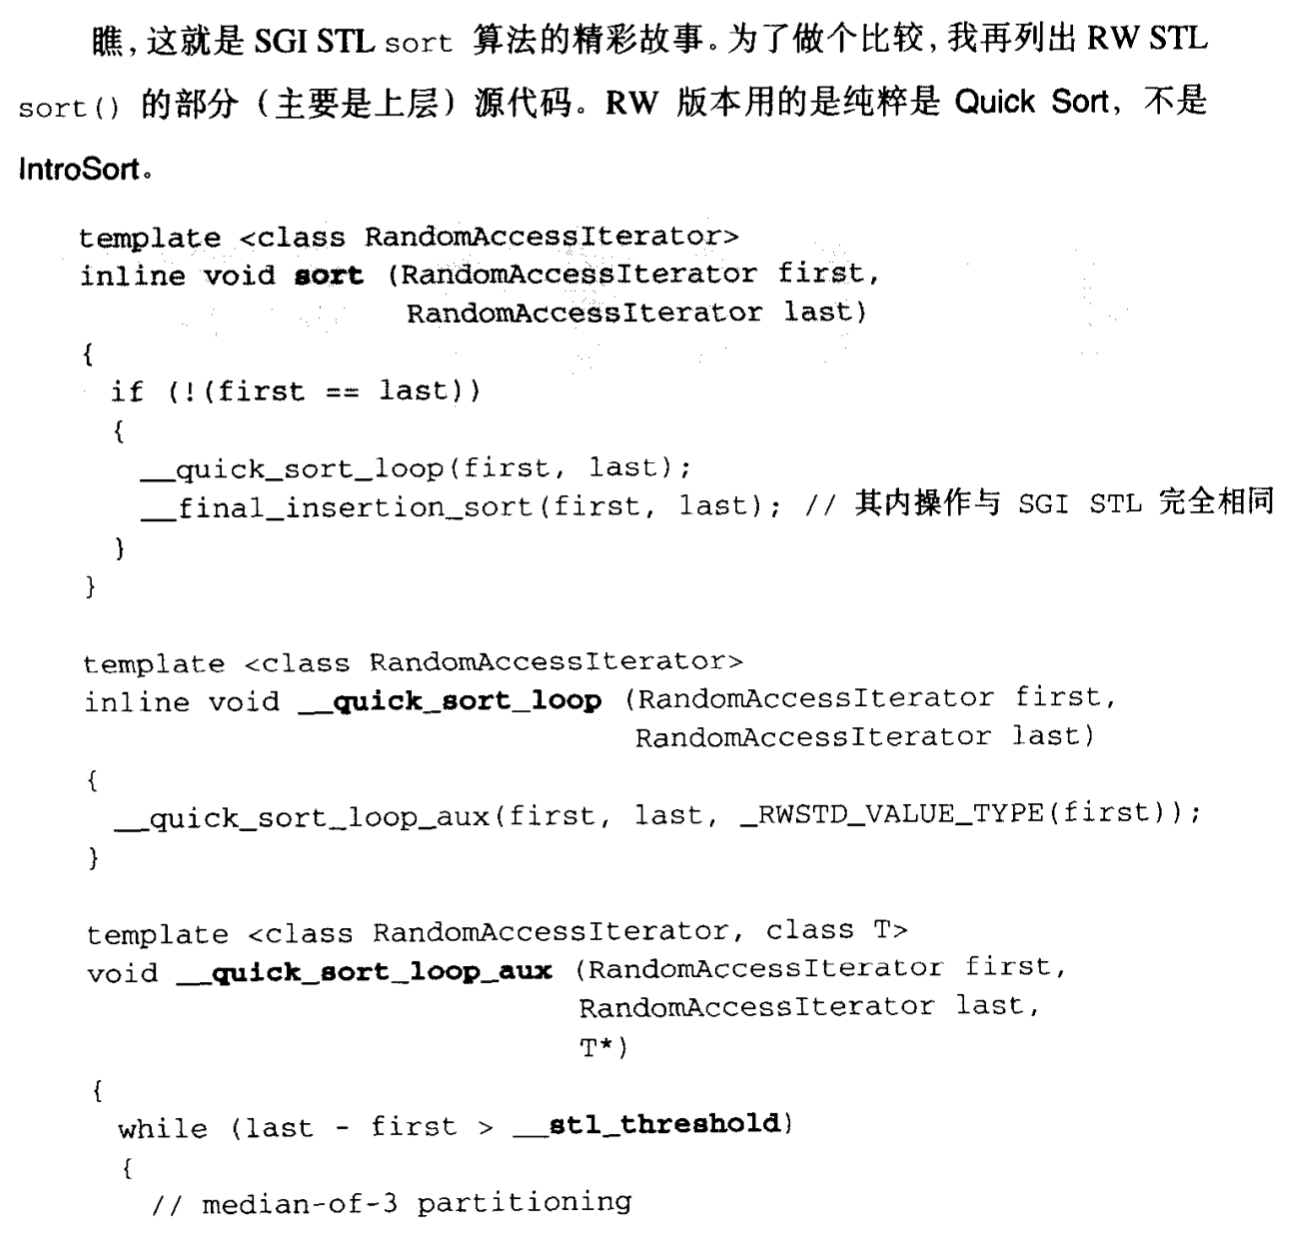 瞧，这就是 SGI STL sort 算法的精彩故事。为了做个比较，我再列出 RW STL
sort() 的部分（主要是上层）源代码。RW 版本用的是纯粹是 Quick Sort，不是
IntroSort。
template <class RandomAccessIterator>
inline void sort (RandomAccessIterator first,
                  RandomAccessIterator last)
{
  if (!(first == last))
  {
    __quick_sort_loop(first, last);
    __final_insertion_sort(first, last); // 其内操作与 SGI STL 完全相同
  }
}
template <class RandomAccessIterator>
inline void __quick_sort_loop (RandomAccessIterator first,
                               RandomAccessIterator last)
{
  __quick_sort_loop_aux(first, last, _RWSTD_VALUE_TYPE(first));
}
template <class RandomAccessIterator, class T>
void __quick_sort_loop_aux (RandomAccessIterator first,
                            RandomAccessIterator last,
                            T*)
{
  while (last - first > __stl_threshold)
  {
    // median-of-3 partitioning